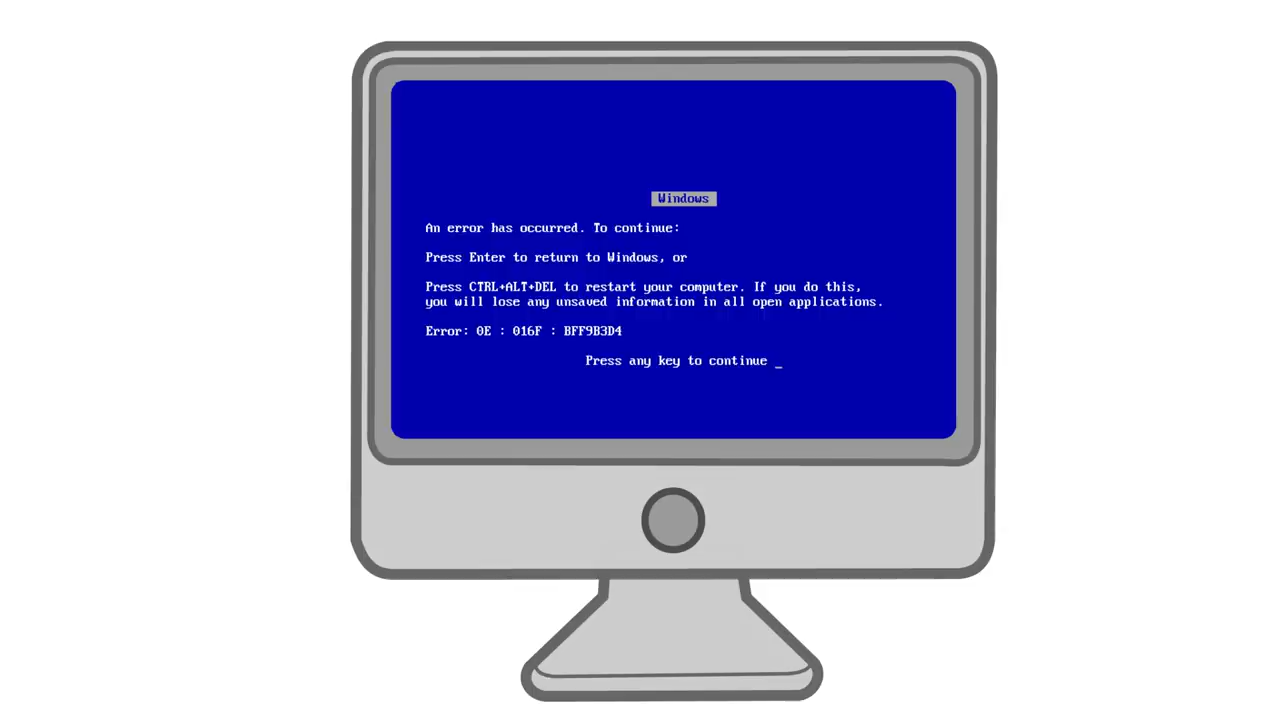 Windows
An error has occurred. To continue:
Press Enter to return to Windows, or
Press CTRL+ALT+DEL to restart your computer. If you do this,
you will lose any unsaved information in all open applications.
Error: 0E : 016F : BFF9B3D4
Press any key to continue _